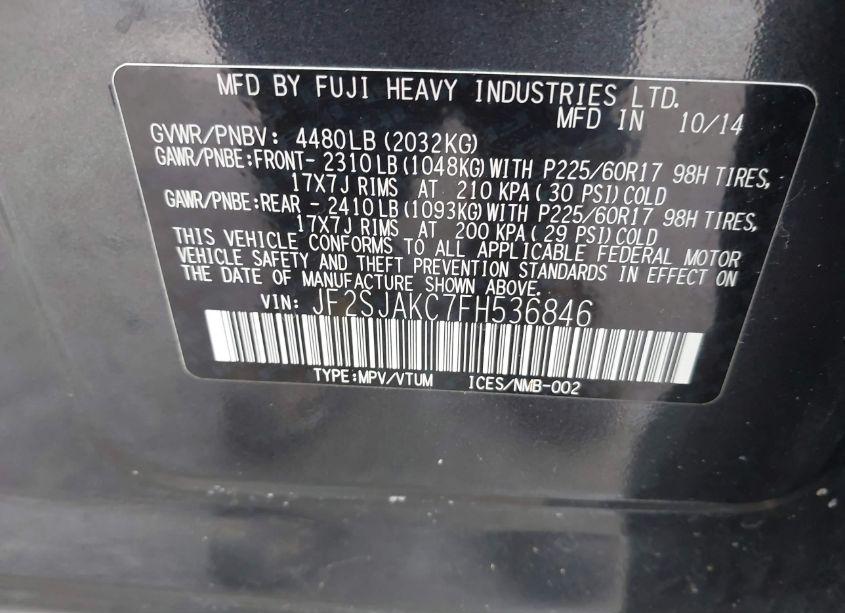 MFD BY FUJI HEAVY INDUSTRIES LTD.
MFD IN 10/14
GVWR/PNBV: 4480LB (2032KG)
GAWR/PNBE:FRONT- 2310LB (1048KG) WITH P225/60R17 98H TIRES,
17X7J RIMS AT 210 KPA ( 30 PSI) COLD
GAWR/PNBE:REAR - 2410LB (1093KG) WITH P225/60R17 98H TIRES,
17X7J RIMS AT 200 KPA ( 29 PSI) COLD
THIS VEHICLE CONFORMS TO ALL APPLICABLE FEDERAL MOTOR
VEHICLE SAFETY AND THEFT PREVENTION STANDARDS IN EFFECT ON
THE DATE OF MANUFACTURE SHOWN ABOVE.
VIN: JF2SJAKC7FH536846
TYPE:MPV/VTUM ICES/NMB-002